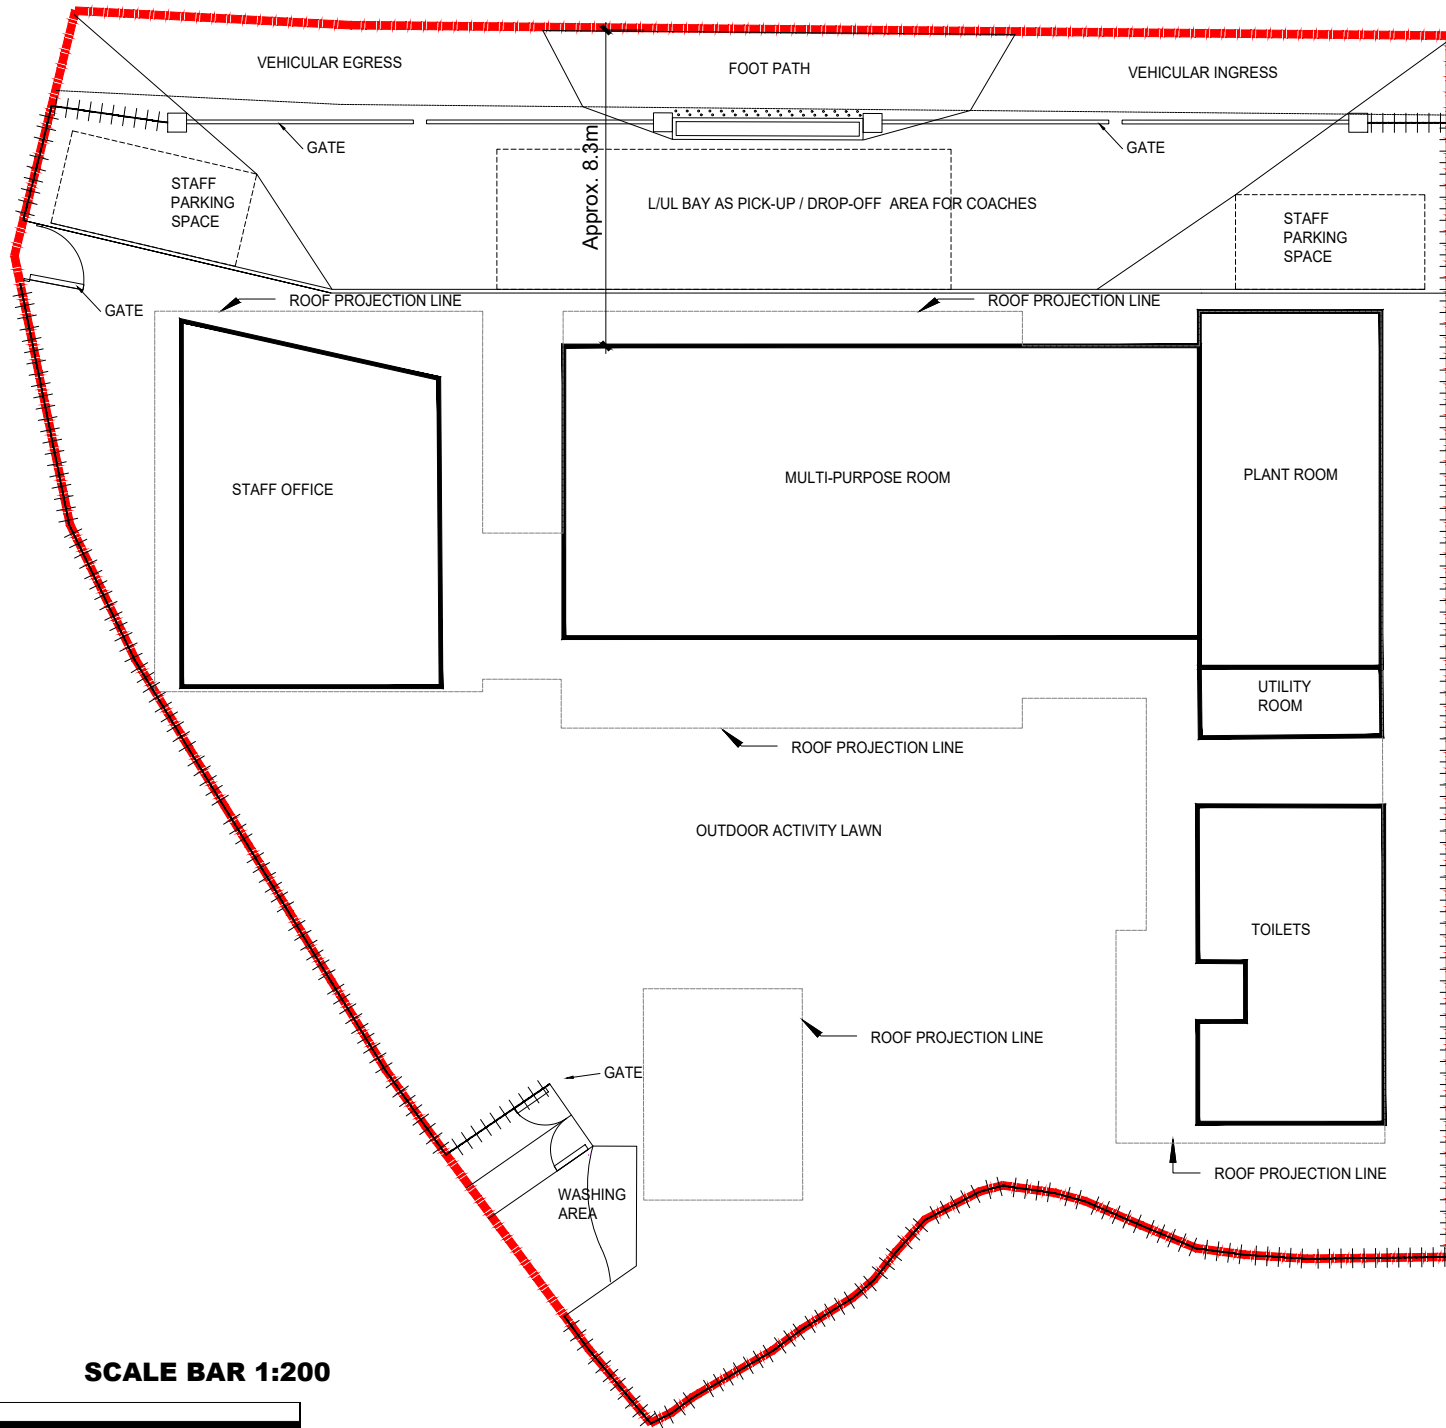 VEHICULAR EGRESS
FOOT PATH
VEHICULAR INGRESS
GATE
GATE
Approx. 8.3m
STAFF
PARKING
SPACE
L/UL BAY AS PICK-UP / DROP-OFF AREA FOR COACHES
STAFF
PARKING
SPACE
GATE
ROOF PROJECTION LINE
ROOF PROJECTION LINE
STAFF OFFICE
MULTI-PURPOSE ROOM
PLANT ROOM
UTILITY
ROOM
ROOF PROJECTION LINE
OUTDOOR ACTIVITY LAWN
TOILETS
ROOF PROJECTION LINE
GATE
WASHING
AREA
ROOF PROJECTION LINE
SCALE BAR 1:200